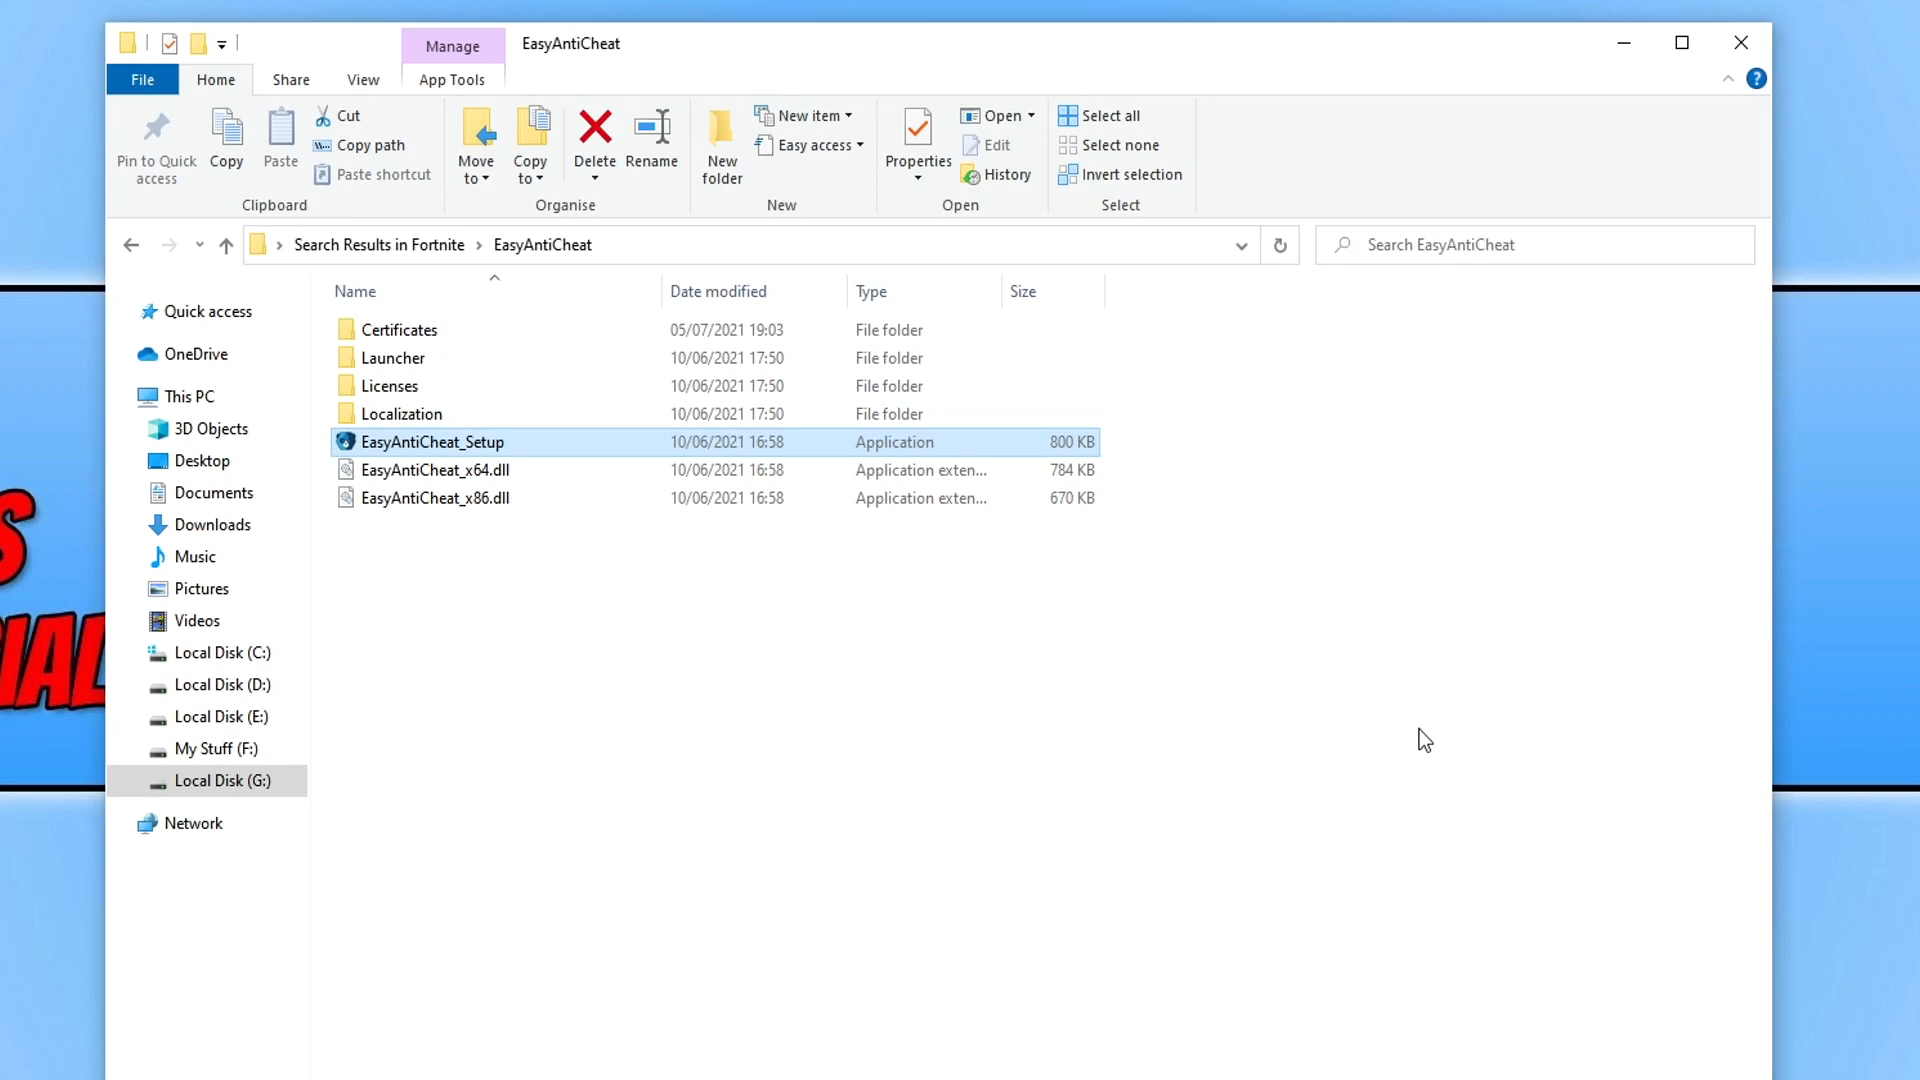 Manage EasyAntiCheat
File Home Share View App Tools
Pin to Quick access
Copy
Paste
Cut
Copy path
Paste shortcut
Clipboard
Move to
Copy to
Delete
Rename
Organise
New folder
New item
Easy access
New
Properties
Open
Edit
History
Open
Select all
Select none
Invert selection
Select
Search Results in Fortnite › EasyAntiCheat
Search EasyAntiCheat
Quick access
OneDrive
This PC
3D Objects
Desktop
Documents
Downloads
Music
Pictures
Videos
Local Disk (C:)
Local Disk (D:)
Local Disk (E:)
My Stuff (F:)
Local Disk (G:)
Network
Name Date modified Type Size
Certificates 05/07/2021 19:03 File folder
Launcher 10/06/2021 17:50 File folder
Licenses 10/06/2021 17:50 File folder
Localization 10/06/2021 17:50 File folder
EasyAntiCheat_Setup 10/06/2021 16:58 Application 800 KB
EasyAntiCheat_x64.dll 10/06/2021 16:58 Application exten... 784 KB
EasyAntiCheat_x86.dll 10/06/2021 16:58 Application exten... 670 KB